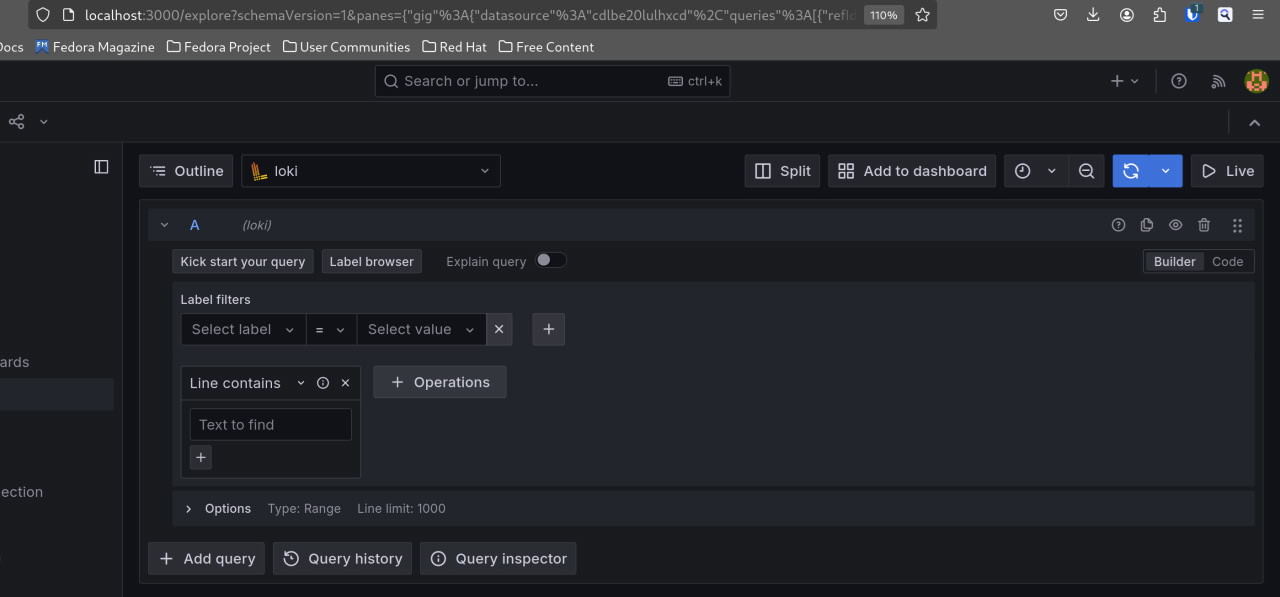 localhost:3000/explore?schemaVersion=1&panes={"gig"%3A{"datasource"%3A"cdlbe20lulhxcd"%2C"queries"%3A[{"refId 110%
Docs FM Fedora Magazine Fedora Project User Communities Red Hat Free Content
Search or jump to... ctrl+k
Outline loki Split Add to dashboard Live
A (loki)
Kick start your query Label browser Explain query Builder Code
Label filters
Select label = Select value
ards
Line contains Operations
Text to find
ection
Options Type: Range Line limit: 1000
Add query Query history Query inspector